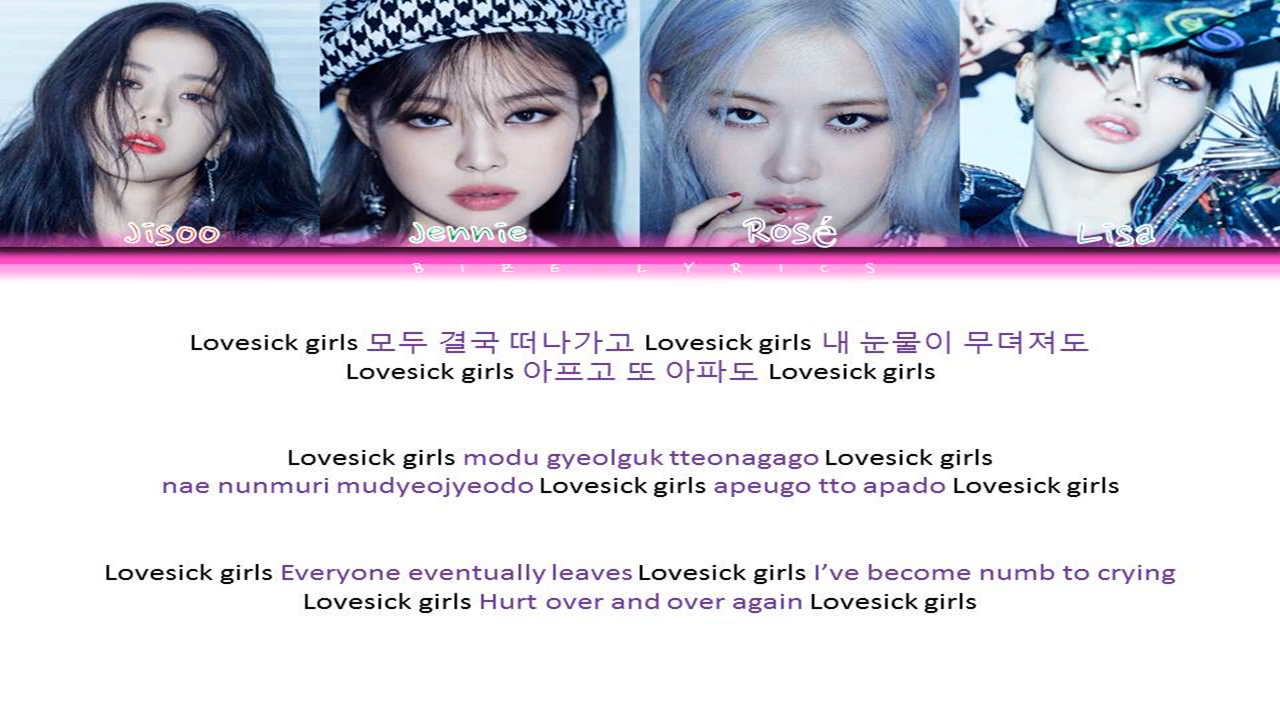 Jisoo Jennie Rosé Lisa
BIZE LYRICS
Lovesick girls 모두 결국 떠나가고 Lovesick girls 내 눈물이 무뎌져도
Lovesick girls 아프고 또 아파도 Lovesick girls
Lovesick girls modu gyeolguk tteonagago Lovesick girls
nae nunmuri mudyeojyeodo Lovesick girls apeugo tto apado Lovesick girls
Lovesick girls Everyone eventually leaves Lovesick girls I’ve become numb to crying
Lovesick girls Hurt over and over again Lovesick girls